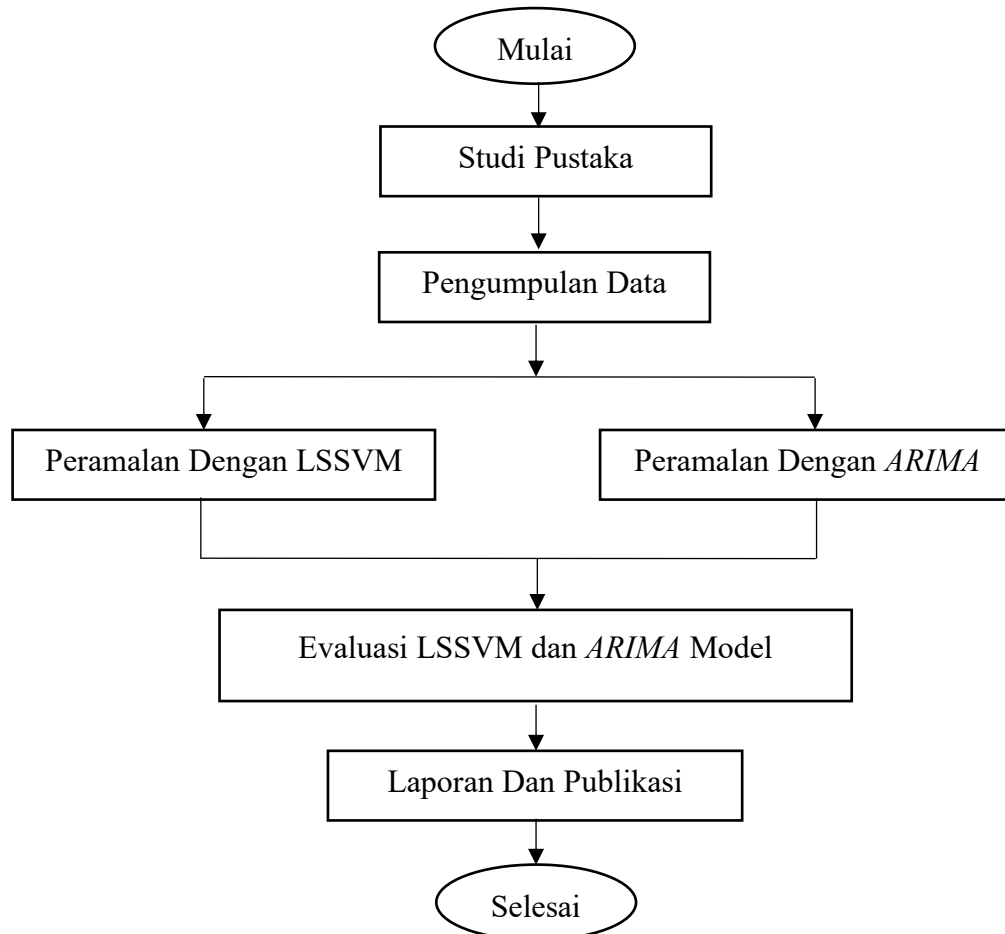 Mulai
Studi Pustaka
Pengumpulan Data
Peramalan Dengan LSSVM
Peramalan Dengan ARIMA
Evaluasi LSSVM dan ARIMA Model
Laporan Dan Publikasi
Selesai